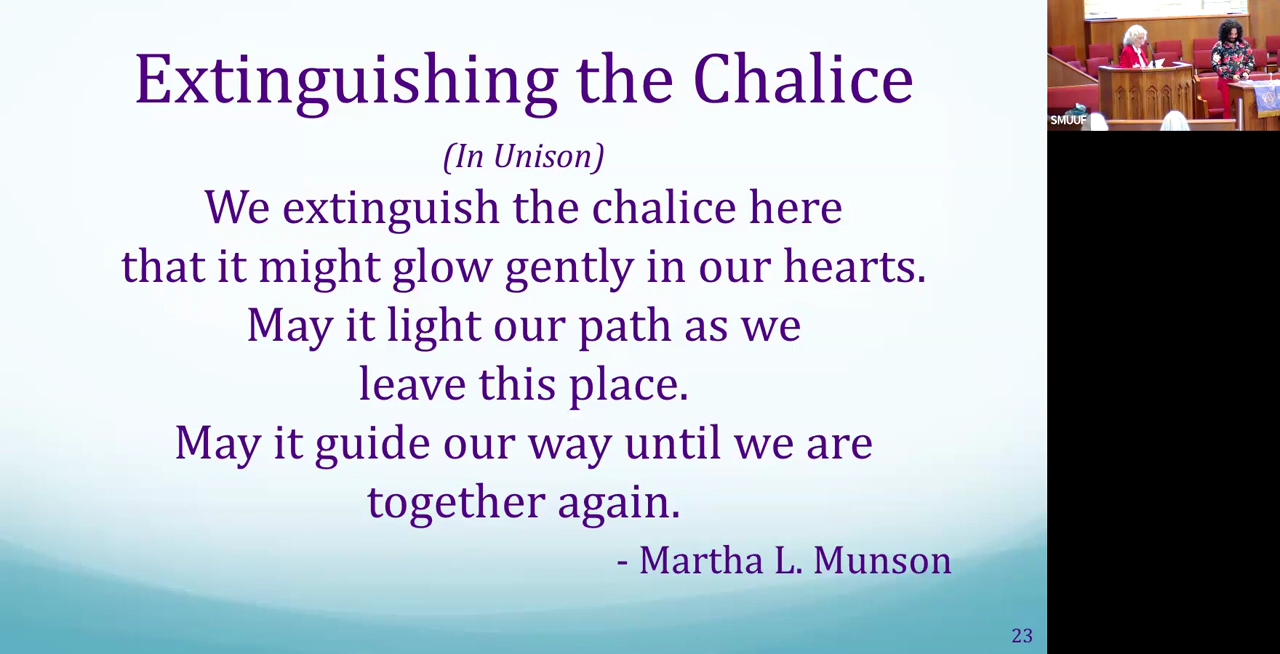 Extinguishing the Chalice
(In Unison)
We extinguish the chalice here
that it might glow gently in our hearts.
May it light our path as we
leave this place.
May it guide our way until we are
together again.
- Martha L. Munson
23
SMUUF